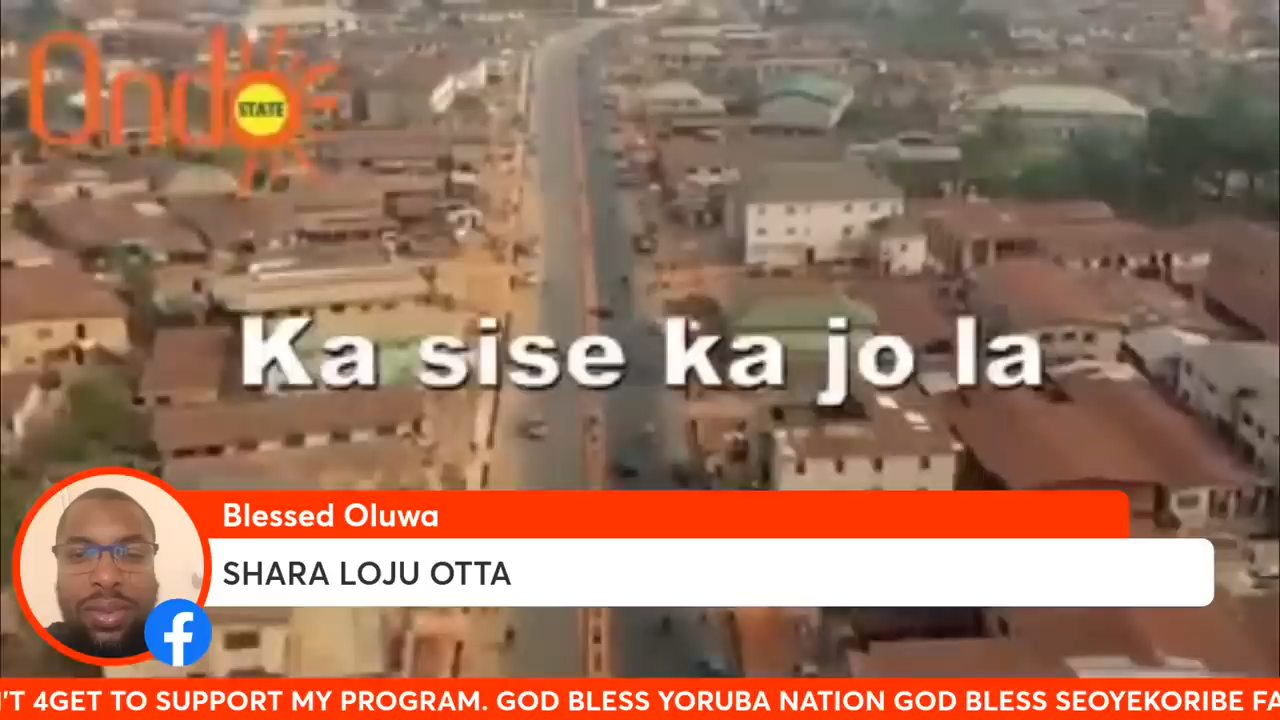 Ondo
STATE
Ka sise ka jo la
Blessed Oluwa
SHARA LOJU OTTA
'T 4GET TO SUPPORT MY PROGRAM. GOD BLESS YORUBA NATION GOD BLESS SEOYEKORIBE FA